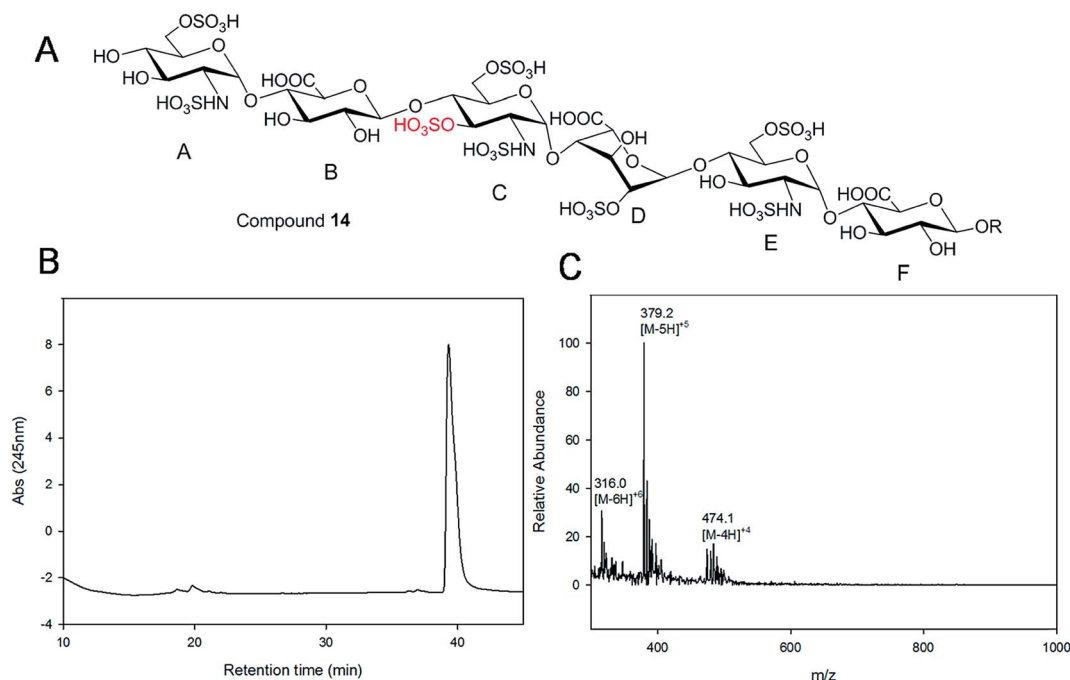 A
OSO₃H
HO
HO
O
HO₃SHN
O
HOOC
O
HO
OH
O
OSO₃H
O
HO₃SO
HO₃SHN
O
HOOC
OH
O
HO₃SO
O
OSO₃H
O
HO
HO₃SHN
O
HOOC
O
HO
OH
OR
A
B
C
D
E
F
Compound 14
B
Abs (245nm)
8
6
4
2
0
-2
-4
10
20
30
40
Retention time (min)
C
Relative Abundance
100
80
60
40
20
0
379.2
[M-5H]⁺⁵
316.0
[M-6H]⁺⁶
474.1
[M-4H]⁺⁴
400
600
800
1000
m/z